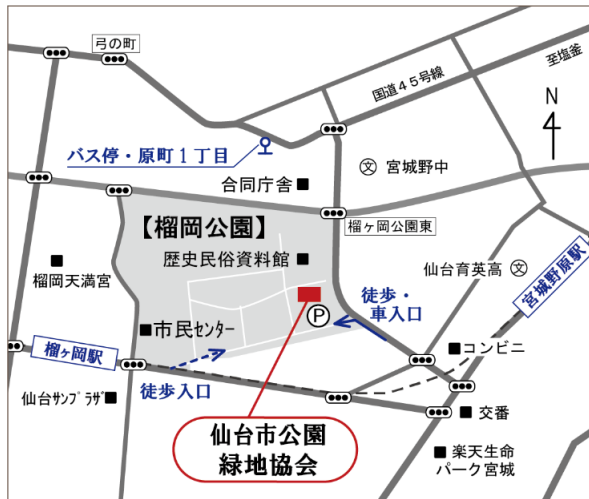 弓の町
国道45号線
至塩釜
N
バス停・原町1丁目
文 宮城野中
合同庁舎
【榴岡公園】
榴ヶ岡公園東
歴史民俗資料館
榴岡天満宮
仙台育英高 文
宮城野原駅
徒歩・
車入口
P
市民センター
榴ヶ岡駅
コンビニ
徒歩入口
仙台サンプラザ
交番
仙台市公園
緑地協会
楽天生命
パーク宮城